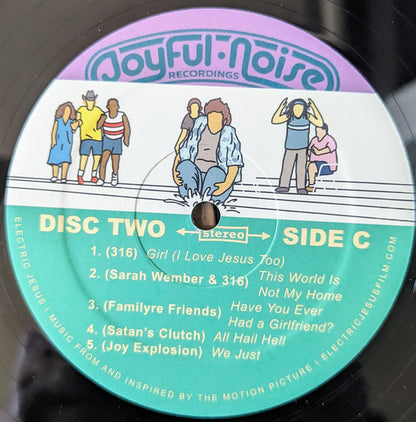 Joyful·Noise
RECORDINGS
DISC TWO stereo SIDE C
1. (316) Girl (I Love Jesus Too)
2. (Sarah Wember & 316) This World Is
Not My Home
3. (Familyre Friends) Have You Ever
Had a Girlfriend?
4. (Satan's Clutch) All Hail Hell
5. (Joy Explosion) We Just
ELECTRIC JESUS | MUSIC FROM AND INSPIRED BY THE MOTION PICTURE | ELECTRICJESUSFILM.COM